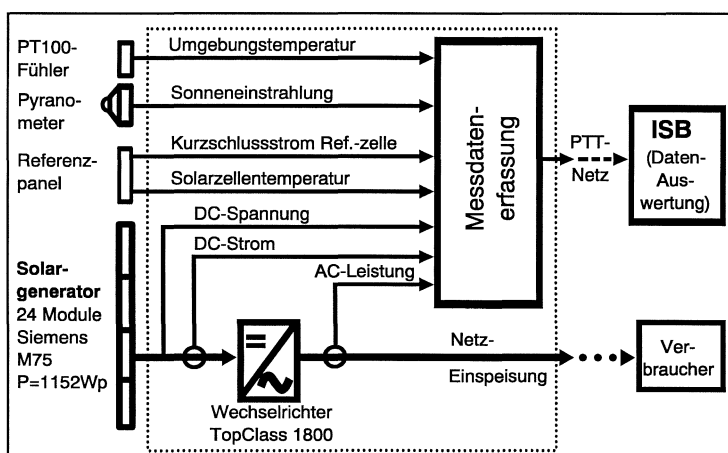 PT100-
Fühler
Umgebungstemperatur
Pyrano-
meter
Sonneneinstrahlung
Referenz-
panel
Kurzschlussstrom Ref.-zelle
Solarzellentemperatur
DC-Spannung
DC-Strom
AC-Leistung
Messdaten-
erfassung
PTT-
Netz
ISB
(Daten-
Aus-
wertung)
Solar-
generator
24 Module
Siemens
M75
P=1152Wp
Wechselrichter
TopClass 1800
Netz-
Einspeisung
Ver-
braucher